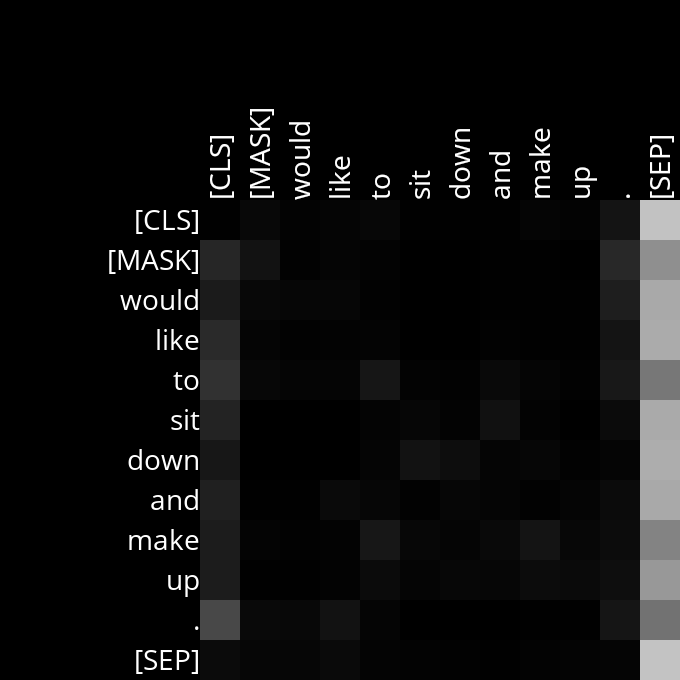 [CLS] [MASK] would like to sit down and make up . [SEP]
[CLS]
[MASK]
would
like
to
sit
down
and
make
up
.
[SEP]